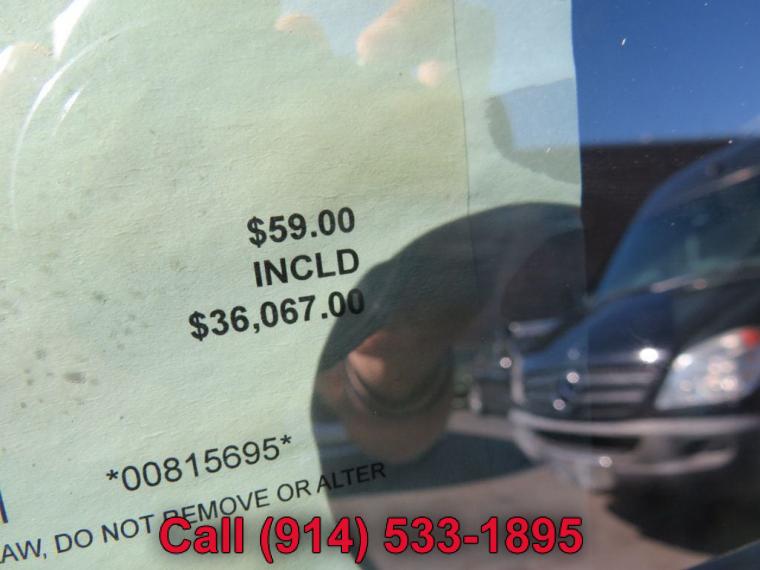 $59.00
INCLD
$36,067.00
*00815695*
AW, DO NOT REMOVE OR ALTER
Call (914) 533-1895